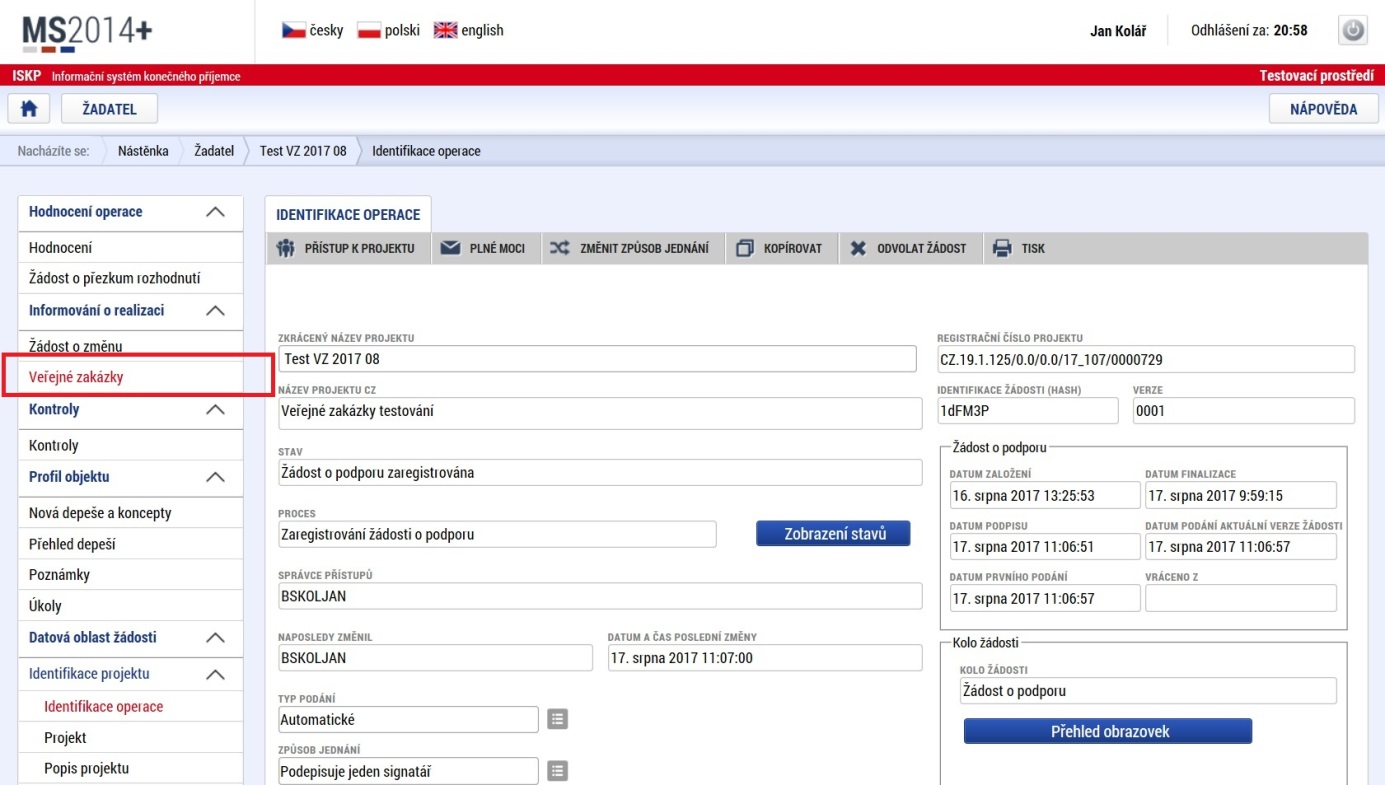 MS2014+
česky polski english
Jan Kolář
Odhlášení za: 20:58
ISKP Informační systém konečného příjemce
Testovací prostředí
ŽADATEL
NÁPOVĚDA
Nacházíte se: Nástěnka Žadatel Test VZ 2017 08 Identifikace operace
Hodnocení operace
Hodnocení
Žádost o přezkum rozhodnutí
Informování o realizaci
Žádost o změnu
Veřejné zakázky
Kontroly
Kontroly
Profil objektu
Nová depeše a koncepty
Přehled depeší
Poznámky
Úkoly
Datová oblast žádosti
Identifikace projektu
Identifikace operace
Projekt
Popis projektu
IDENTIFIKACE OPERACE
PŘÍSTUP K PROJEKTU PLNÉ MOCI ZMĚNIT ZPŮSOB JEDNÁNÍ KOPÍROVAT ODVOLAT ŽÁDOST TISK
ZKRÁCENÝ NÁZEV PROJEKTU
Test VZ 2017 08
NÁZEV PROJEKTU CZ
Veřejné zakázky testování
STAV
Žádost o podporu zaregistrována
PROCES
Zaregistrování žádosti o podporu
Zobrazení stavů
SPRÁVCE PŘÍSTUPŮ
BSKOLJAN
NAPOSLEDY ZMĚNIL
BSKOLJAN
DATUM A ČAS POSLEDNÍ ZMĚNY
17. srpna 2017 11:07:00
TYP PODÁNÍ
Automatické
ZPŮSOB JEDNÁNÍ
Podepisuje jeden signatář
REGISTRAČNÍ ČÍSLO PROJEKTU
CZ.19.1.125/0.0/0.0/17_107/0000729
IDENTIFIKACE ŽÁDOSTI (HASH)
1dFM3P
VERZE
0001
Žádost o podporu
DATUM ZALOŽENÍ
16. srpna 2017 13:25:53
DATUM FINALIZACE
17. srpna 2017 9:59:15
DATUM PODPISU
17. srpna 2017 11:06:51
DATUM PODÁNÍ AKTUÁLNÍ VERZE ŽÁDOSTI
17. srpna 2017 11:06:57
DATUM PRVNÍHO PODÁNÍ
17. srpna 2017 11:06:57
VRÁCENO Z
Kolo žádosti
KOLO ŽÁDOSTI
Žádost o podporu
Přehled obrazovek